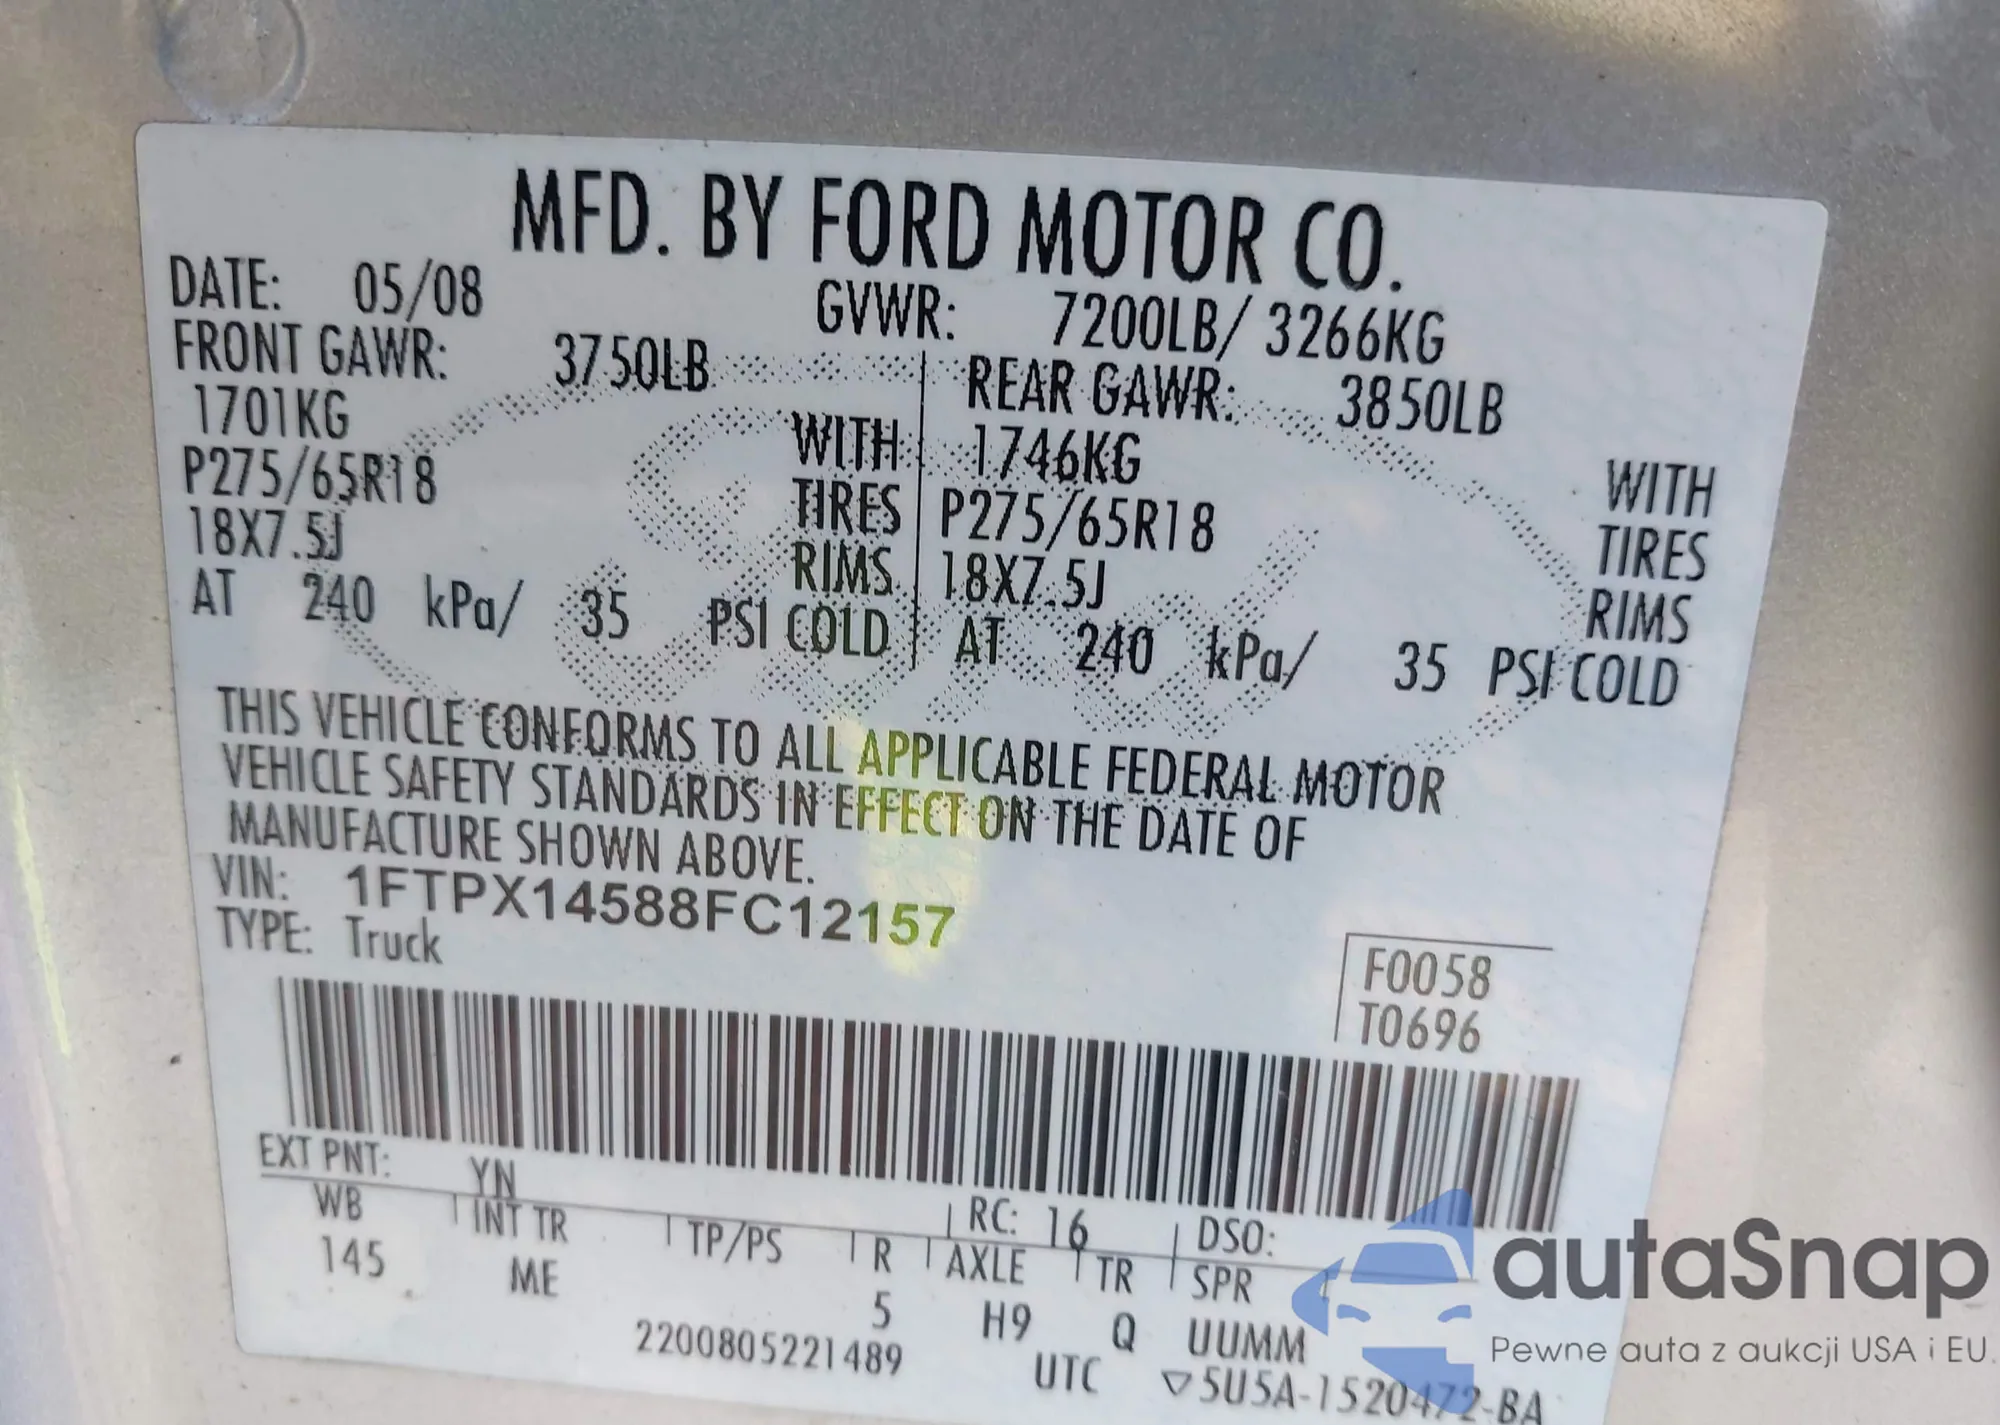 MFD. BY FORD MOTOR CO.
DATE: 05/08 GVWR: 7200LB/ 3266KG
FRONT GAWR: 3750LB REAR GAWR: 3850LB
1701KG WITH 1746KG WITH
P275/65R18 TIRES P275/65R18 TIRES
18X7.5J RIMS 18X7.5J RIMS
AT 240 kPa/ 35 PSI COLD AT 240 kPa/ 35 PSI COLD
THIS VEHICLE CONFORMS TO ALL APPLICABLE FEDERAL MOTOR
VEHICLE SAFETY STANDARDS IN EFFECT ON THE DATE OF
MANUFACTURE SHOWN ABOVE.
VIN: 1FTPX14588FC12157
TYPE: Truck
F0058
T0696
EXT PNT: YN RC: 16 DSO:
WB INT TR TP/PS R AXLE TR SPR
145 ME 5 H9 Q UUMM
2200805221489 UTC ▽5U5A-1520472-BA
autaSnap
Pewne auta z aukcji USA i EU.